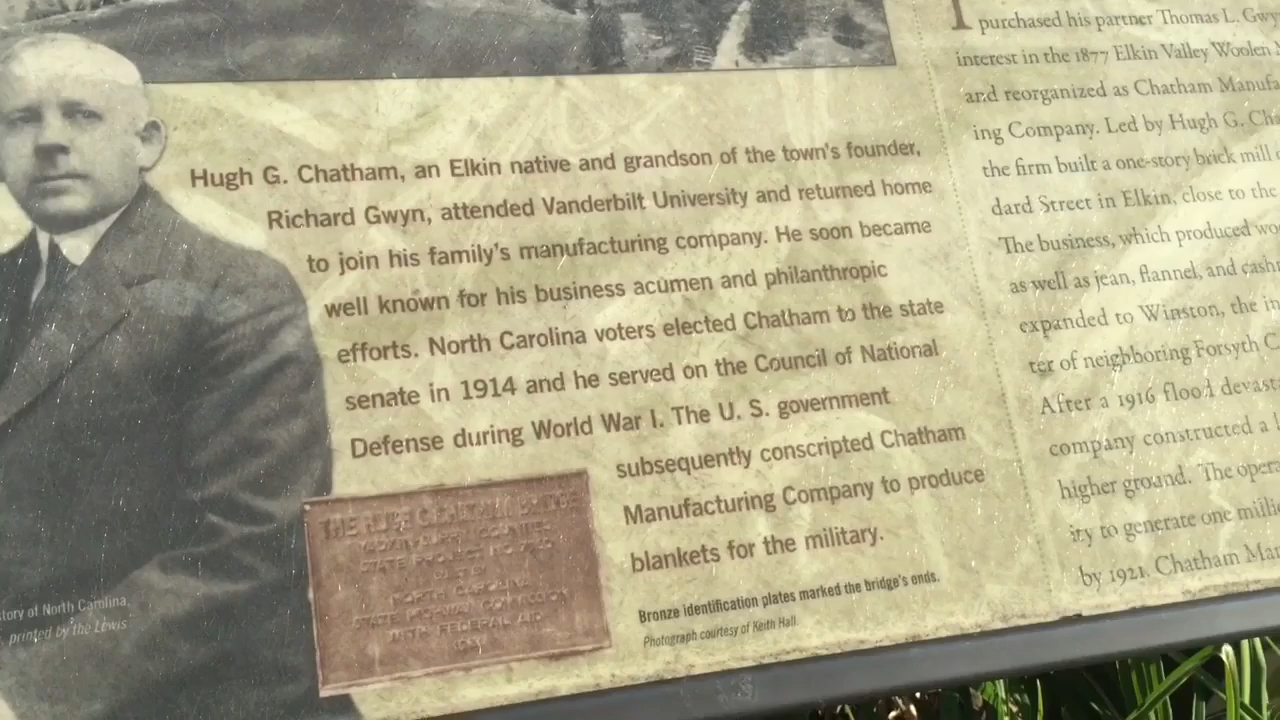 Hugh G. Chatham, an Elkin native and grandson of the town's founder,
Richard Gwyn, attended Vanderbilt University and returned home
to join his family's manufacturing company. He soon became
well known for his business acumen and philanthropic
efforts. North Carolina voters elected Chatham to the state
senate in 1914 and he served on the Council of National
Defense during World War I. The U. S. government
subsequently conscripted Chatham
Manufacturing Company to produce
blankets for the military.
THE HUGH G. CHATHAM BRIDGE
STATE PROJECT NO.
NORTH CAROLINA
STATE HIGHWAY COMMISSION
WITH FEDERAL AID
Bronze identification plates marked the bridge's ends.
Photograph courtesy of Keith Hall.
tory of North Carolina,
printed by the Lewis
purchased his partner Thomas L. Gwy
interest in the 1877 Elkin Valley Woolen
and reorganized as Chatham Manufa
ing Company. Led by Hugh G. Cha
the firm built a one-story brick mill
dard Street in Elkin, close to the
The business, which produced wo
as well as jean, flannel, and cash
expanded to Winston, the in
ter of neighboring Forsyth C
After a 1916 flood devast
company constructed a
higher ground. The opera
ity to generate one millio
by 1921. Chatham Man